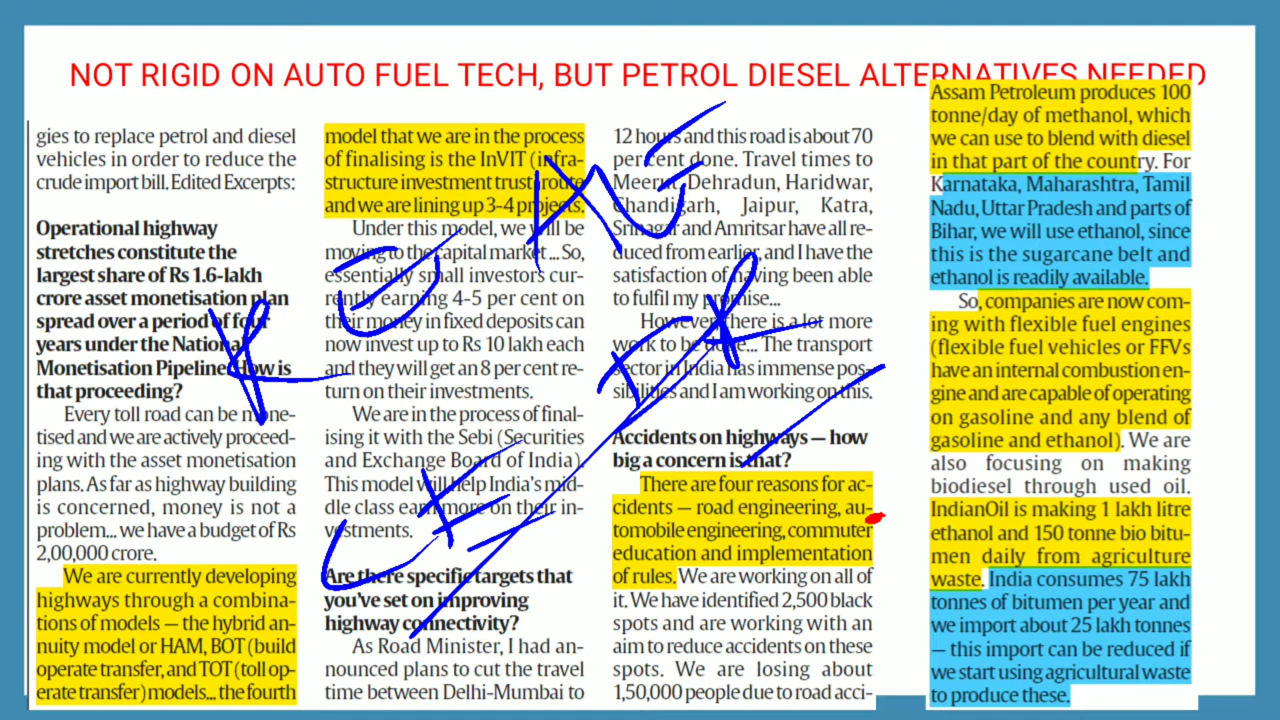 NOT RIGID ON AUTO FUEL TECH, BUT PETROL DIESEL ALTERNATIVES NEEDED
gies to replace petrol and diesel
vehicles in order to reduce the
crude import bill. Edited Excerpts:
Operational highway
stretches constitute the
largest share of Rs 1.6-lakh
crore asset monetisation plan
spread over a period of four
years under the National
Monetisation Pipeline. How is
that proceeding?
Every toll road can be mone-
tised and we are actively proceed-
ing with the asset monetisation
plans. As far as highway building
is concerned, money is not a
problem... we have a budget of Rs
2,00,000 crore.
We are currently developing
highways through a combina-
tions of models — the hybrid an-
nuity model or HAM, BOT (build
operate transfer, and TOT (toll op-
erate transfer) models... the fourth
model that we are in the process
of finalising is the InVIT (infra-
structure investment trust) route
and we are lining up 3-4 projects.
Under this model, we will be
moving to the capital market ... So,
essentially small investors cur-
rently earning 4-5 per cent on
their money in fixed deposits can
now invest up to Rs 10 lakh each
and they will get an 8 per cent re-
turn on their investments.
We are in the process of final-
ising it with the Sebi (Securities
and Exchange Board of India).
This model will help India's mid-
dle class earn more on their in-
vestments.
Are there specific targets that
you've set on improving
highway connectivity?
As Road Minister, I had an-
nounced plans to cut the travel
time between Delhi-Mumbai to
12 hours and this road is about 70
per cent done. Travel times to
Meerut, Dehradun, Haridwar,
Chandigarh, Jaipur, Katra,
Srinagar and Amritsar have all re-
duced from earlier, and I have the
satisfaction of having been able
to fulfil my promise...
However, there is a lot more
work to be done... The transport
sector in India has immense pos-
sibilities and I am working on this.
Accidents on highways — how
big a concern is that?
There are four reasons for ac-
cidents — road engineering, au-
tomobile engineering, commuter
education and implementation
of rules. We are working on all of
it. We have identified 2,500 black
spots and are working with an
aim to reduce accidents on these
spots. We are losing about
1,50,000 people due to road acci-
Assam Petroleum produces 100
tonne/day of methanol, which
we can use to blend with diesel
in that part of the country. For
Karnataka, Maharashtra, Tamil
Nadu, Uttar Pradesh and parts of
Bihar, we will use ethanol, since
this is the sugarcane belt and
ethanol is readily available.
So, companies are now com-
ing with flexible fuel engines
(flexible fuel vehicles or FFVs
have an internal combustion en-
gine and are capable of operating
on gasoline and any blend of
gasoline and ethanol). We are
also focusing on making
biodiesel through used oil.
IndianOil is making 1 lakh litre
ethanol and 150 tonne bio bitu-
men daily from agriculture
waste. India consumes 75 lakh
tonnes of bitumen per year and
we import about 25 lakh tonnes
— this import can be reduced if
we start using agricultural waste
to produce these.